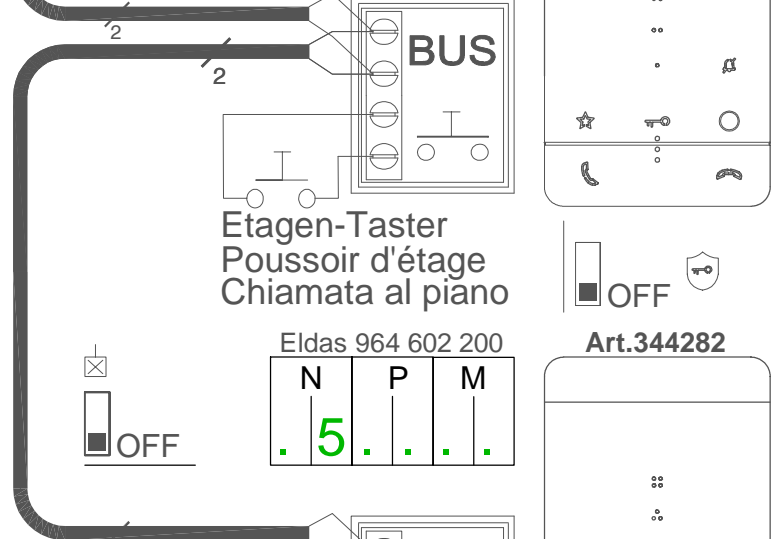 2
BUS
2
Etagen-Taster
Poussoir d'étage
Chiamata al piano
OFF
Eldas 964 602 200
Art.344282
N P M
. 5 . . . .
OFF